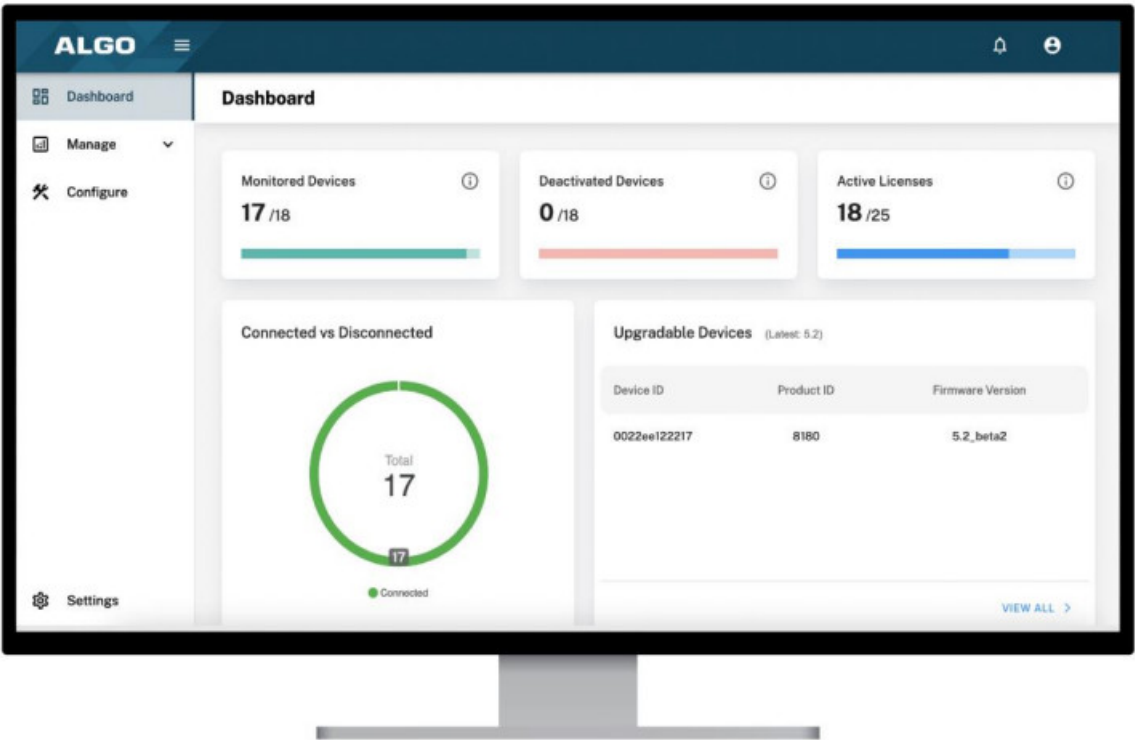 ALGO
Dashboard
Manage
Configure
Settings
Dashboard
Monitored Devices
17 /18
Deactivated Devices
0 /18
Active Licenses
18 /25
Connected vs Disconnected
Total
17
17
Connected
Upgradable Devices (Latest: 5.2)
Device ID Product ID Firmware Version
0022ee122217 8180 5.2_beta2
VIEW ALL >